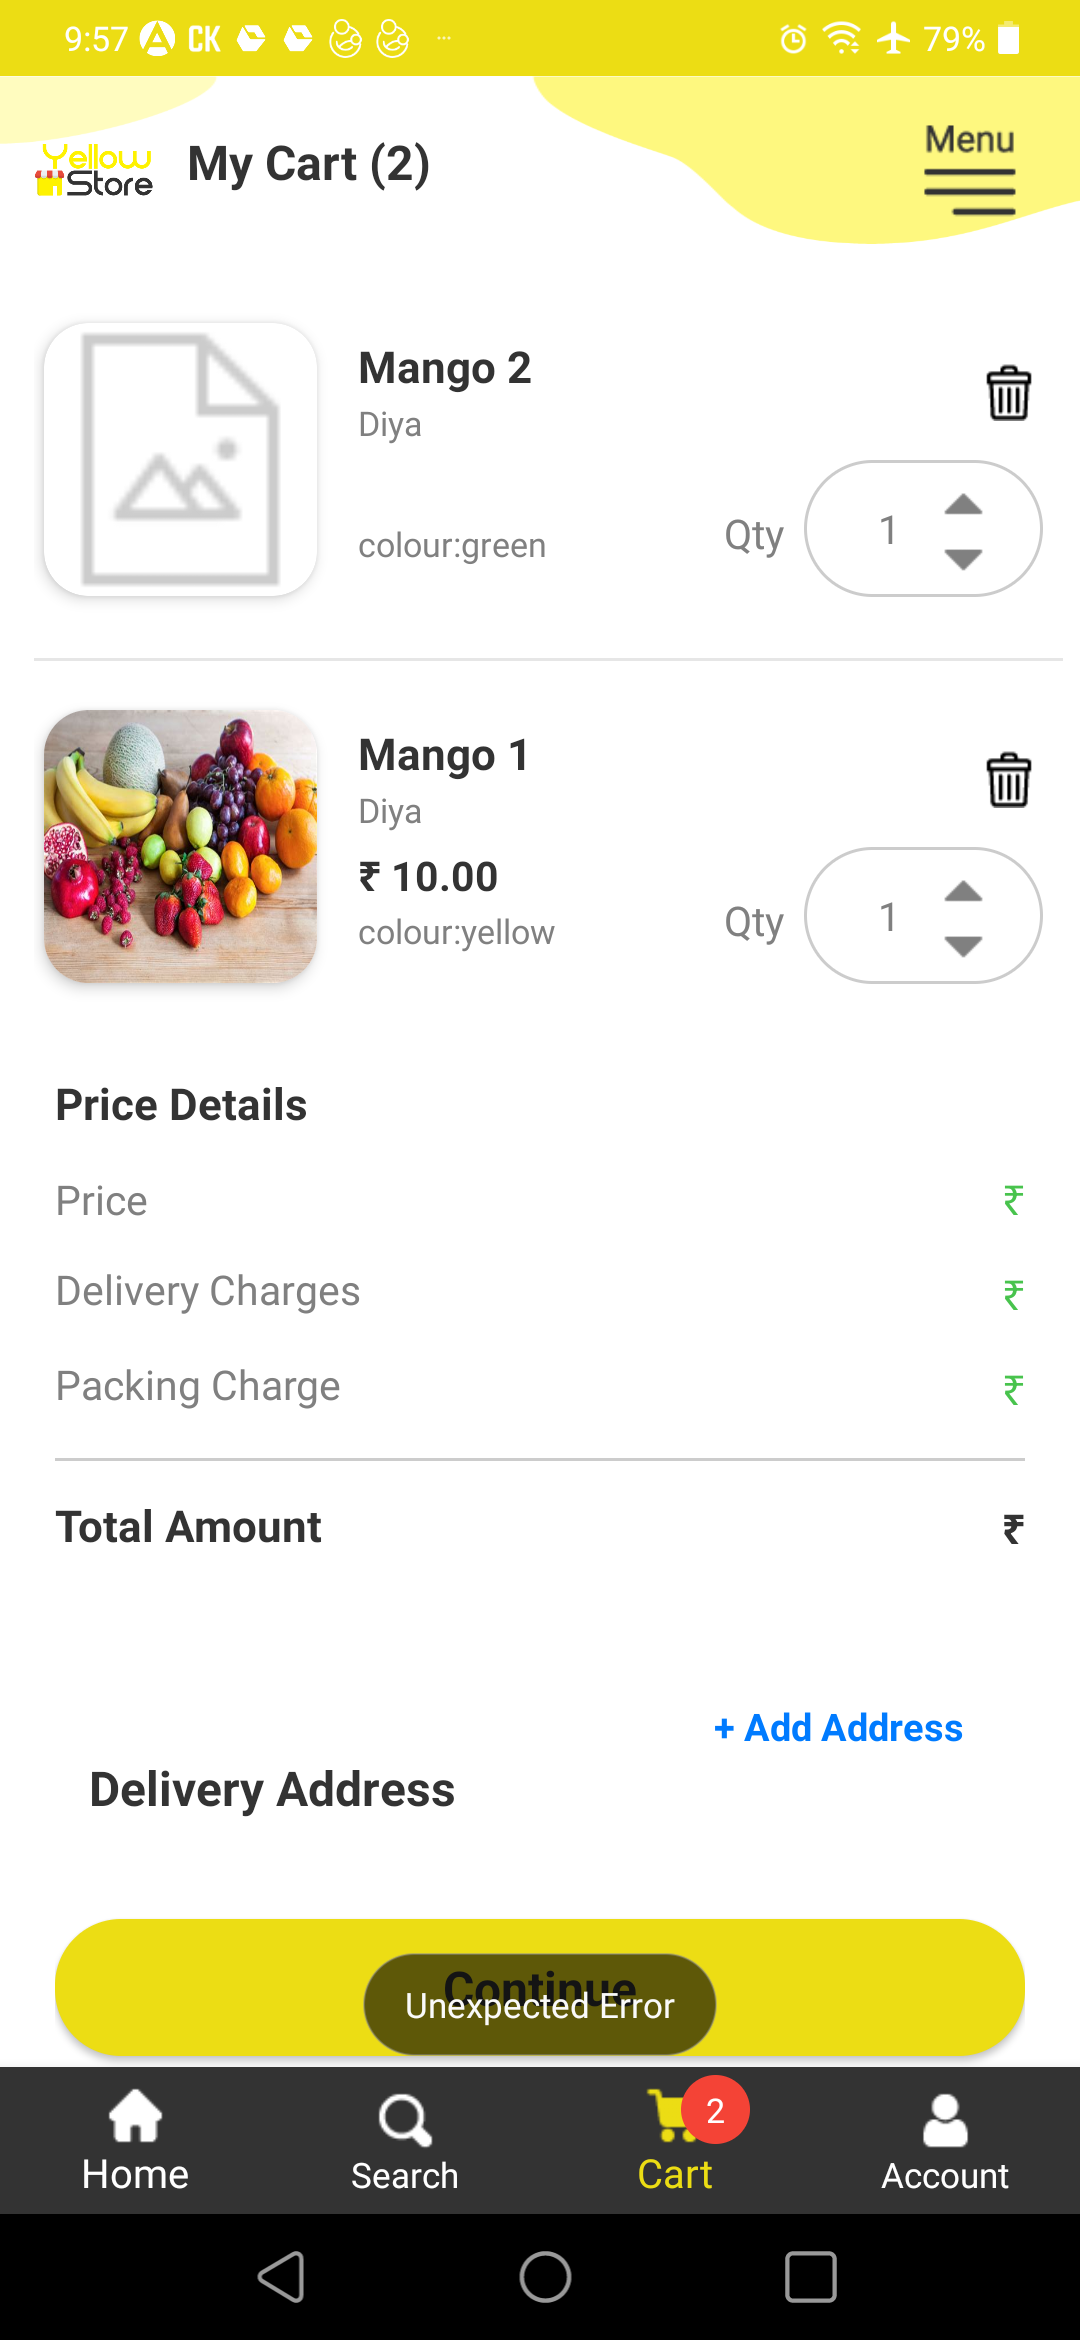 9:57 CK 79%
Menu
Yellow
Store
My Cart (2)
Mango 2
Diya
colour:green
Qty 1
Mango 1
Diya
₹ 10.00
colour:yellow
Qty 1
Price Details
Price ₹
Delivery Charges ₹
Packing Charge ₹
Total Amount ₹
+ Add Address
Delivery Address
Continue
Unexpected Error
2
Home Search Cart Account